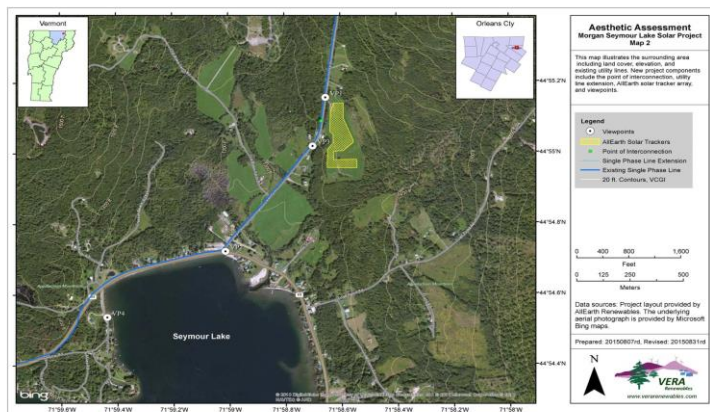 Vermont
Orleans Cty
Aesthetic Assessment
Morgan Seymour Lake Solar Project
Map 2
This map illustrates the surrounding area
including land cover, elevation, and
existing utility lines. New project components
include the point of interconnection, utility
line extension, AllEarth solar tracker array,
and viewpoints.
Legend
Viewpoints
AllEarth Solar Trackers
Point of Interconnection
Single Phase Line Extension
Existing Single Phase Line
20 ft. Contours, VCGI
0 400 800 1,600
Feet
0 125 250 500
Meters
Data sources: Project layout provided by
AllEarth Renewables. The underlying
aerial photograph is provided by Microsoft
Bing maps.
Prepared: 20150807rd, Revised: 20150831rd
N
VERA
Renewables
www.verarenewables.com
44°55.2'
44°55'
44°54.8'
44°54.6'
44°54.4'
VP4
Seymour Lake
bing
71°59.6'W
71°59.4'
71°59.2'W
71°59'W
71°58.8'W
71°58.6'W
71°58.4'W
71°58.2'W
71°58'W